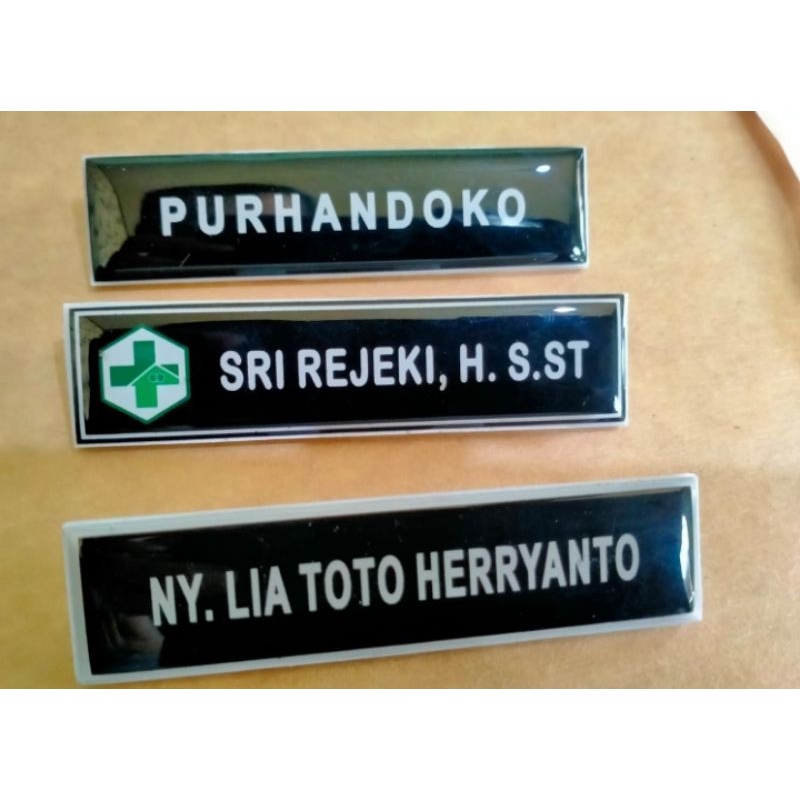 PURHANDOKO
SRI REJEKI, H. S.ST
NY. LIA TOTO HERRYANTO